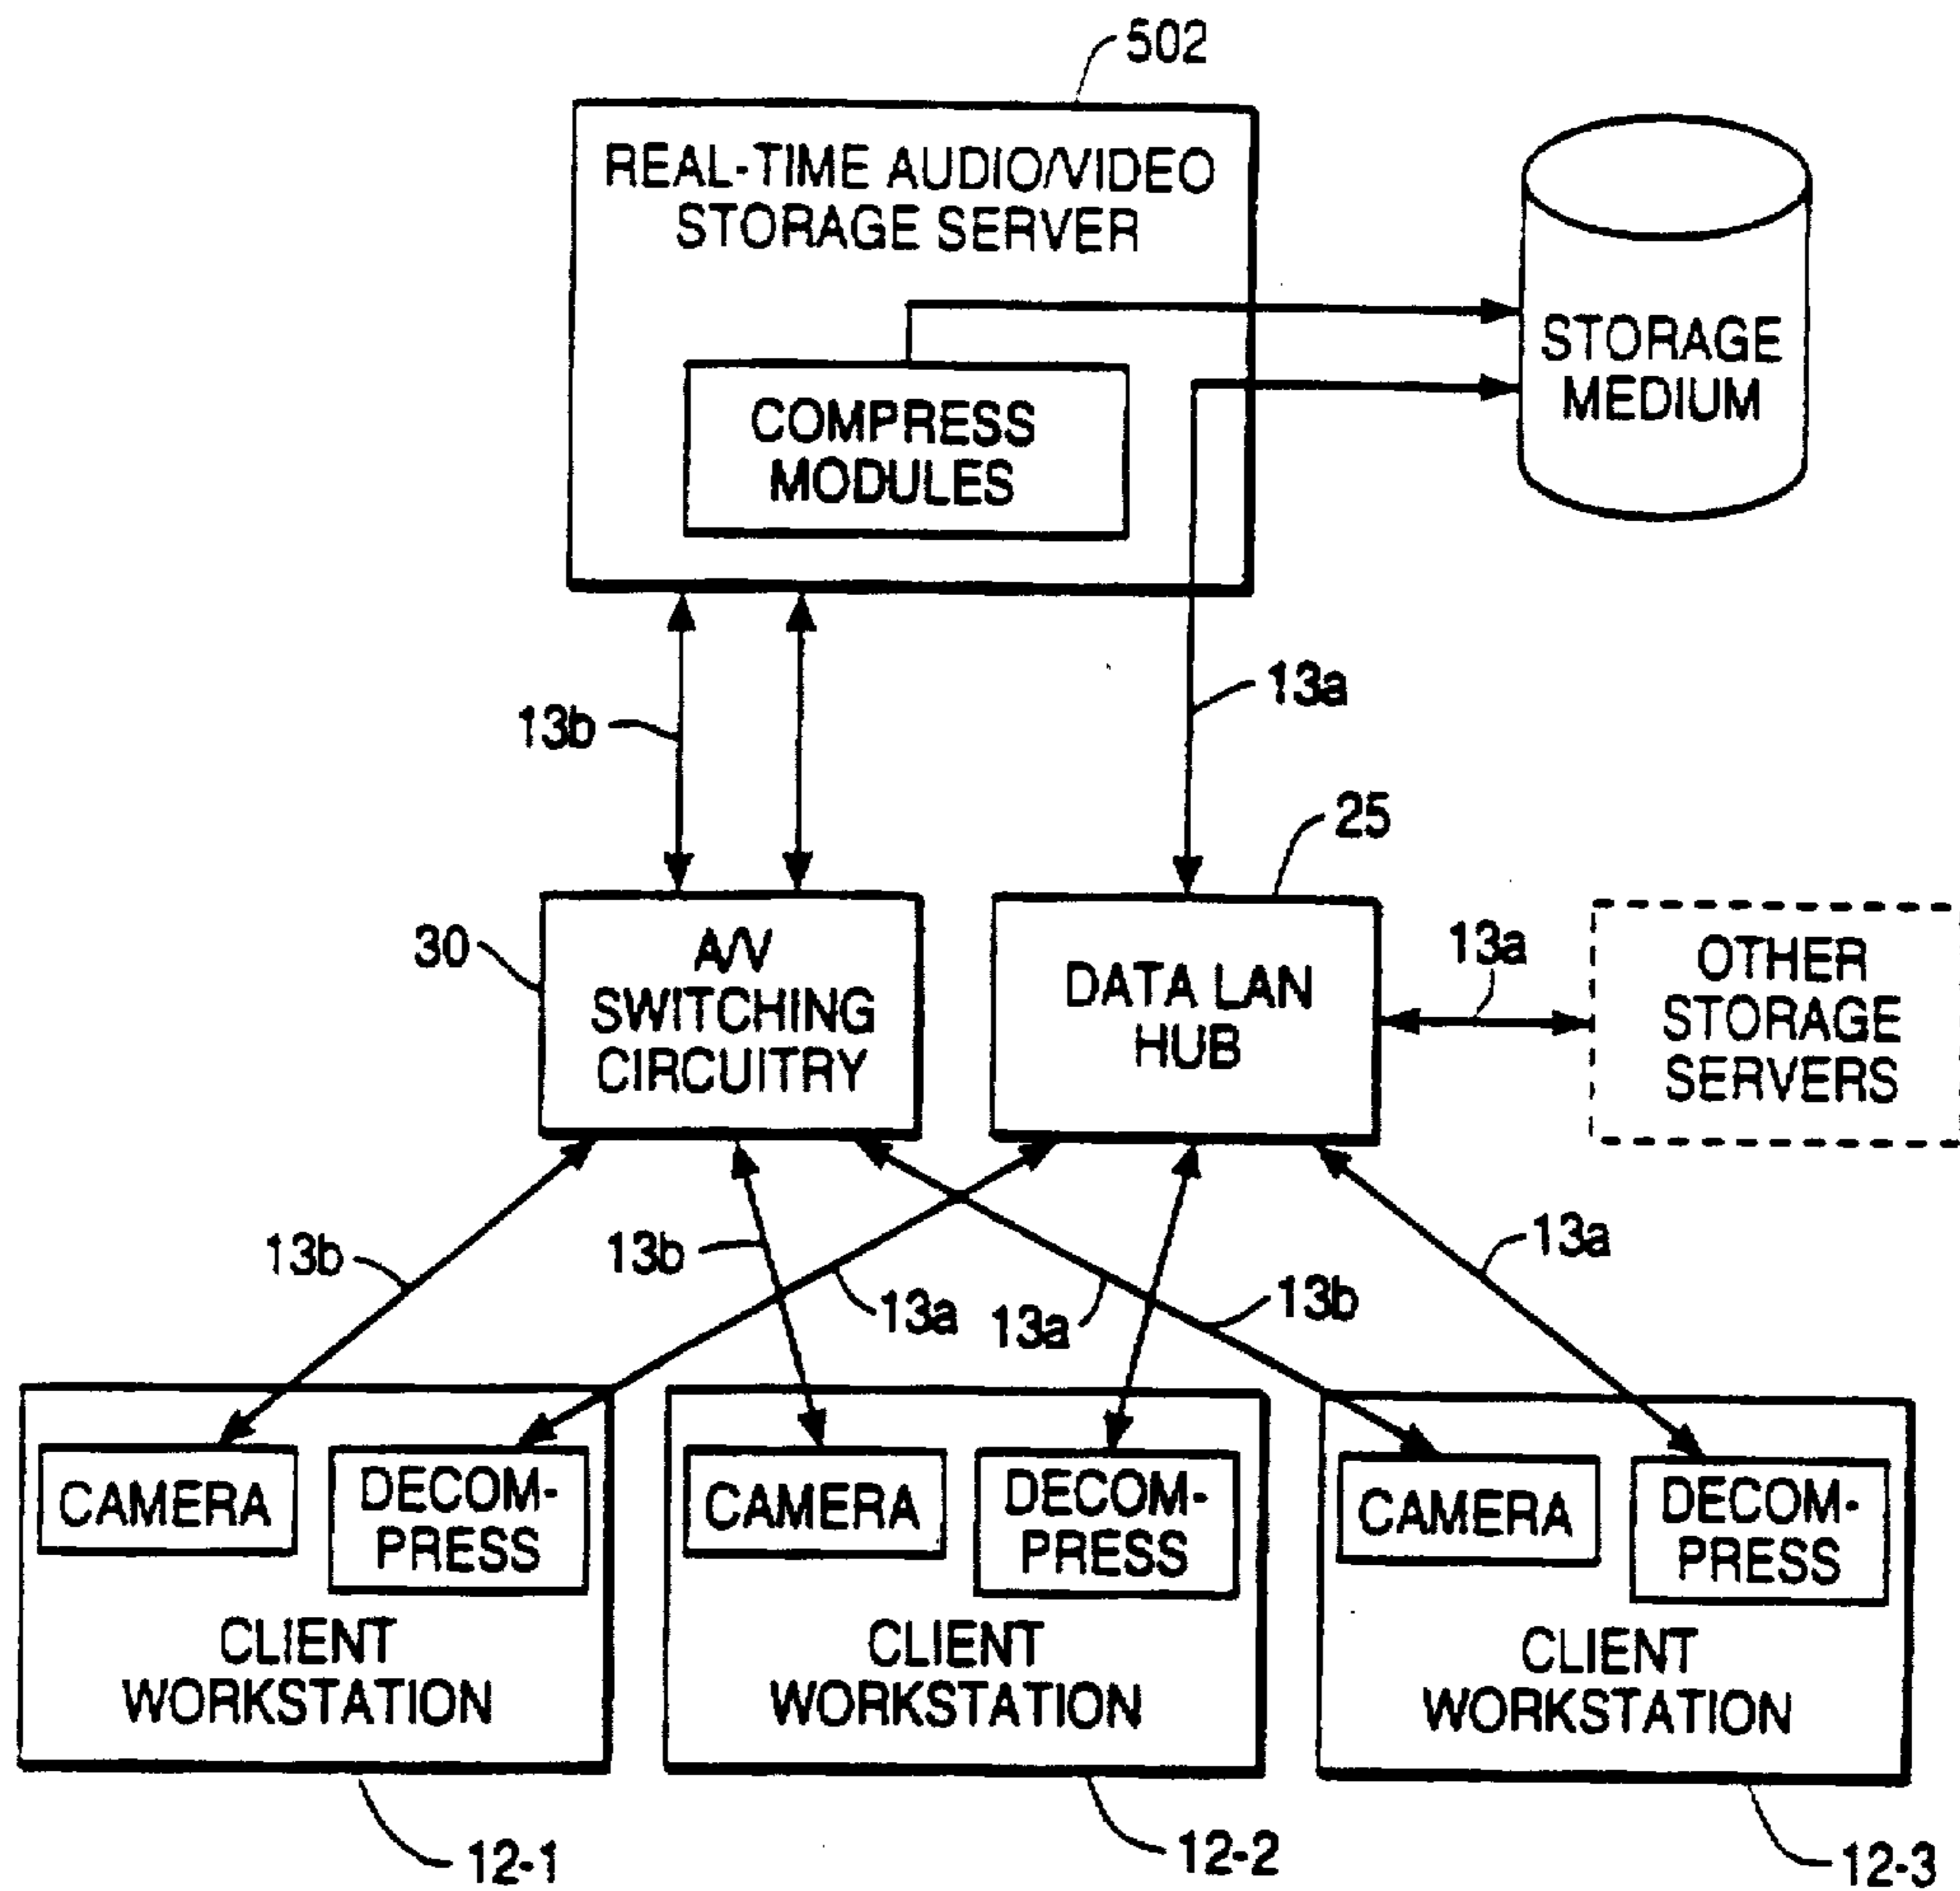 502
REAL-TIME AUDIO/VIDEO
STORAGE SERVER
STORAGE
MEDIUM
COMPRESS
MODULES
13b
13a
25
30
A/V
SWITCHING
CIRCUITRY
DATA LAN
HUB
13a
OTHER
STORAGE
SERVERS
13b
13b
13a
13a
13b
13a
CAMERA
DECOM-
PRESS
CLIENT
WORKSTATION
CAMERA
DECOM-
PRESS
CLIENT
WORKSTATION
CAMERA
DECOM-
PRESS
CLIENT
WORKSTATION
12-1
12-2
12-3